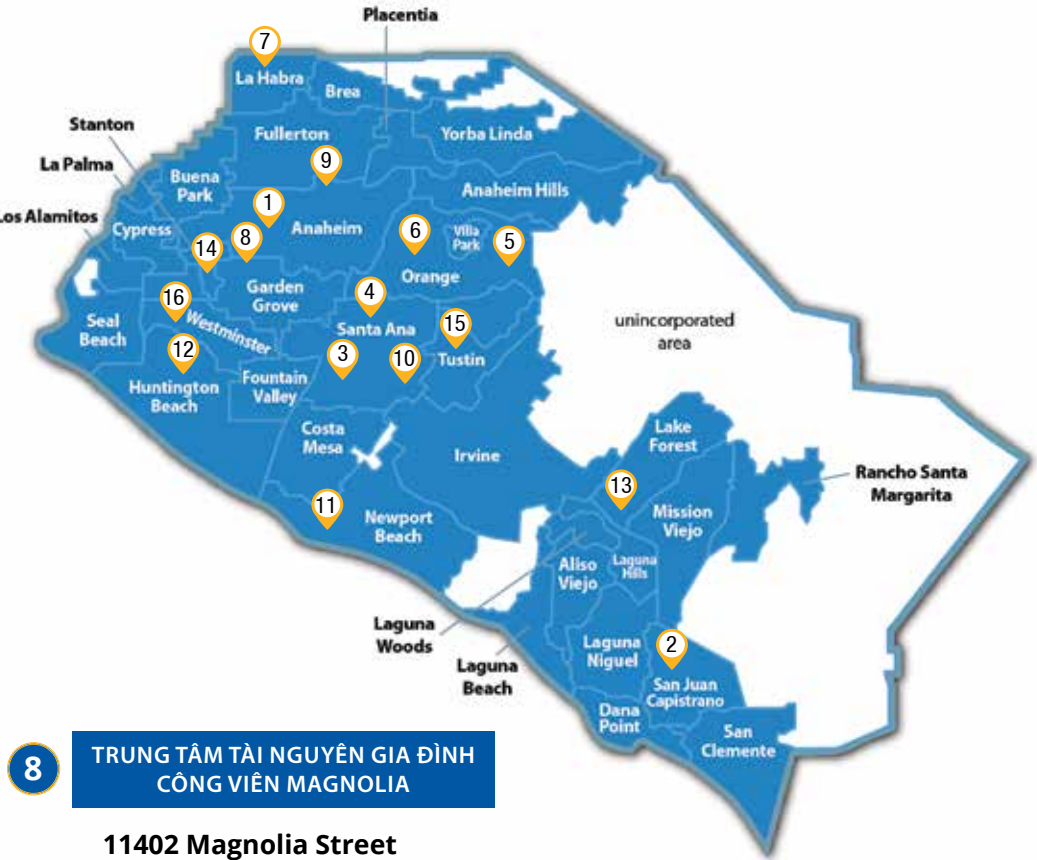 Placentia
7
La Habra
Brea
Stanton
Fullerton
Yorba Linda
La Palma
9
Buena
Park
Anaheim Hills
1
Los Alamitos
Cypress
8
Anaheim
6
Villa
Park
5
14
Orange
Garden
Grove
4
16
Seal
Beach
Westminster
Santa Ana
15
unincorporated
area
12
3
10
Tustin
Huntington
Beach
Fountain
Valley
Costa
Mesa
Lake
Forest
Irvine
13
Rancho Santa
Margarita
11
Newport
Beach
Mission
Viejo
Aliso
Viejo
Laguna
Hills
Laguna
Woods
Laguna
Niguel
2
Laguna
Beach
San Juan
Capistrano
Dana
Point
San
Clemente
8
TRUNG TÂM TÀI NGUYÊN GIA ĐÌNH
CÔNG VIÊN MAGNOLIA
11402 Magnolia Street